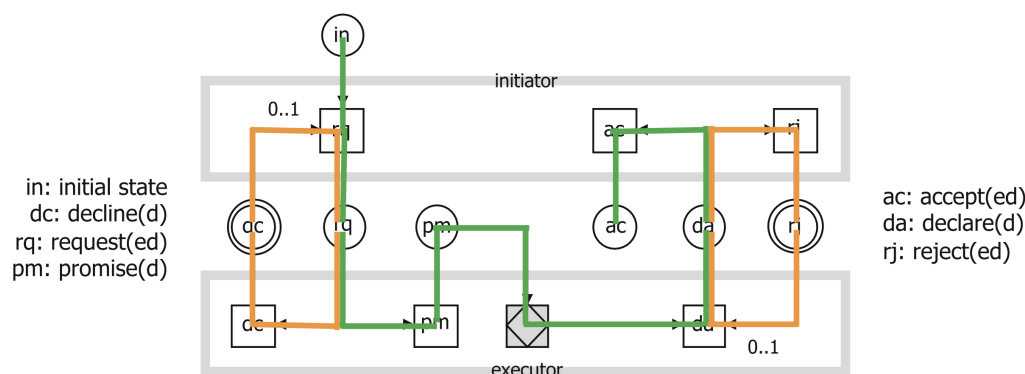 in
initiator
0..1
rq
ac
rj
in: initial state
dc: decline(d)
rq: request(ed)
pm: promise(d)
dc
rq
pm
ac
da
rj
ac: accept(ed)
da: declare(d)
rj: reject(ed)
dc
pm
da
0..1
executor